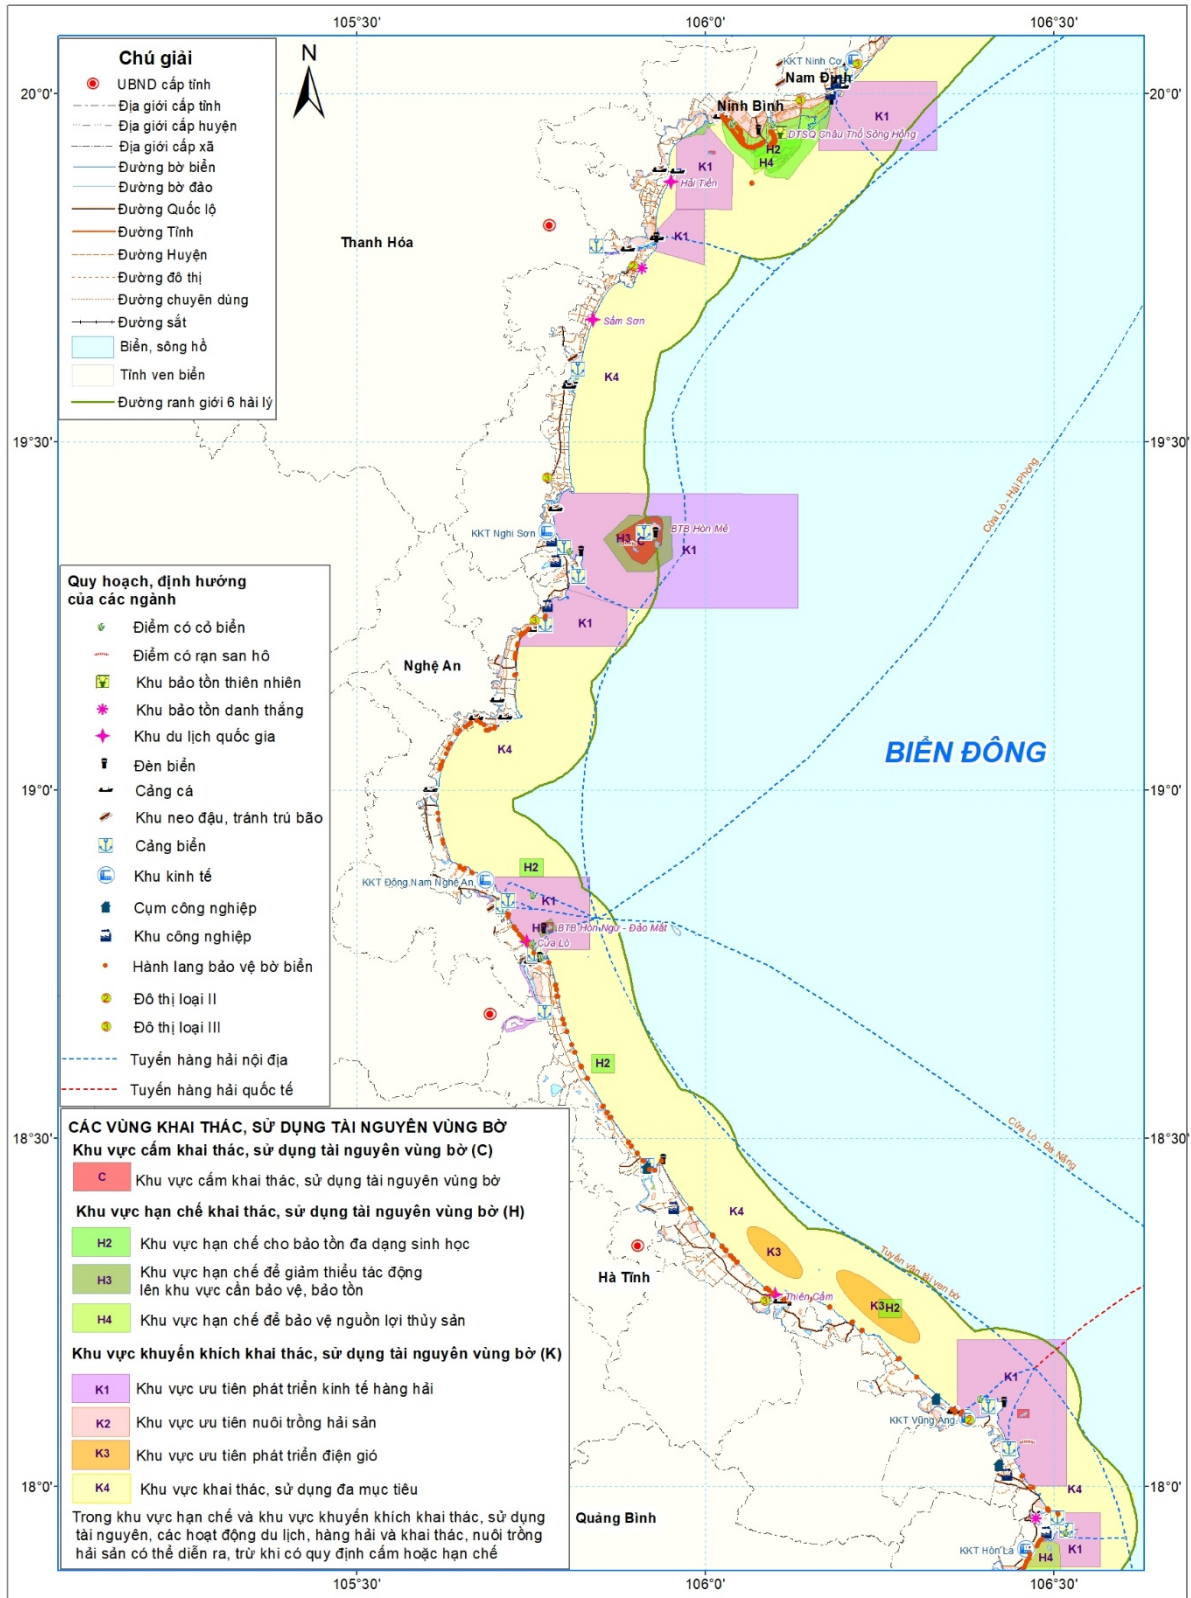 105°30'
106°0'
106°30'
20°0'
20°0'
19°30'
19°30'
19°0'
19°0'
18°30'
18°30'
18°0'
18°0'
105°30'
106°0'
106°30'
N
Chú giải
UBND cấp tỉnh
Địa giới cấp tỉnh
Địa giới cấp huyện
Địa giới cấp xã
Đường bờ biển
Đường bờ đảo
Đường Quốc lộ
Đường Tỉnh
Đường Huyện
Đường đô thị
Đường chuyên dùng
Đường sắt
Biển, sông hồ
Tỉnh ven biển
Đường ranh giới 6 hải lý
Quy hoạch, định hướng
của các ngành
Điểm có cỏ biển
Điểm có rạn san hô
Khu bảo tồn thiên nhiên
Khu bảo tồn danh thắng
Khu du lịch quốc gia
Đèn biển
Cảng cá
Khu neo đậu, tránh trú bão
Cảng biển
Khu kinh tế
Cụm công nghiệp
Khu công nghiệp
Hành lang bảo vệ bờ biển
2 Đô thị loại II
3 Đô thị loại III
Tuyến hàng hải nội địa
Tuyến hàng hải quốc tế
CÁC VÙNG KHAI THÁC, SỬ DỤNG TÀI NGUYÊN VÙNG BỜ
Khu vực cấm khai thác, sử dụng tài nguyên vùng bờ (C)
C Khu vực cấm khai thác, sử dụng tài nguyên vùng bờ
Khu vực hạn chế khai thác, sử dụng tài nguyên vùng bờ (H)
H2 Khu vực hạn chế cho bảo tồn đa dạng sinh học
H3 Khu vực hạn chế để giảm thiểu tác động
lên khu vực cần bảo vệ, bảo tồn
H4 Khu vực hạn chế để bảo vệ nguồn lợi thủy sản
Khu vực khuyến khích khai thác, sử dụng tài nguyên vùng bờ (K)
K1 Khu vực ưu tiên phát triển kinh tế hàng hải
K2 Khu vực ưu tiên nuôi trồng hải sản
K3 Khu vực ưu tiên phát triển điện gió
K4 Khu vực khai thác, sử dụng đa mục tiêu
Trong khu vực hạn chế và khu vực khuyến khích khai thác, sử dụng
tài nguyên, các hoạt động du lịch, hàng hải và khai thác, nuôi trồng
hải sản có thể diễn ra, trừ khi có quy định cấm hoặc hạn chế
KKT Ninh Cơ
3
Nam Định
Ninh Bình
3
K1
DTSQ Châu Thổ Sông Hồng
H2
H4
K1
Hải Tiến
K1
Thanh Hóa
2
Sầm Sơn
K4
Cửa Lò - Hải Phòng
3
KKT Nghi Sơn
BTB Hòn Mê
H3
C
K1
K1
3
Nghệ An
K4
BIỂN ĐÔNG
H2
KKT Đông Nam Nghệ An
K1
BTB Hòn Ngư - Đảo Mắt
Cửa Lò
H2
Cửa Lò - Đà Nẵng
K4
K3
Tuyến vận tải ven bờ
Hà Tĩnh
Thiên Cầm
3
K3
H2
K1
KKT Vũng Áng
2
K4
Quảng Bình
KKT Hòn La
H4
K1